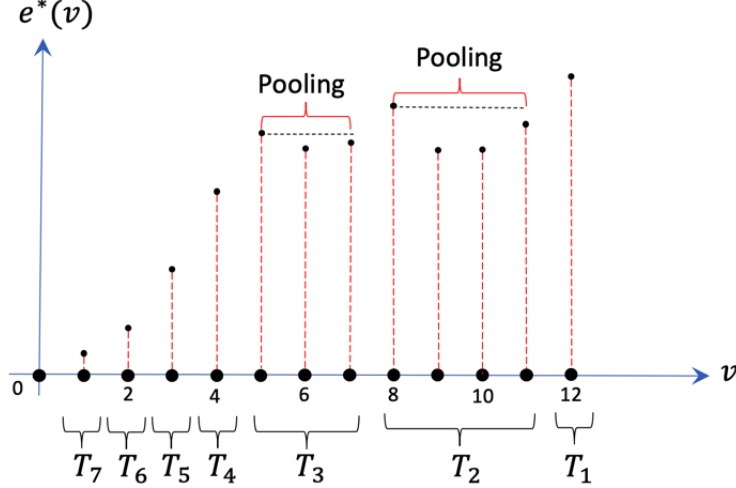 e*(v)
Pooling
Pooling
0 2 4 6 8 10 12 v
T₇ T₆ T₅ T₄ T₃ T₂ T₁